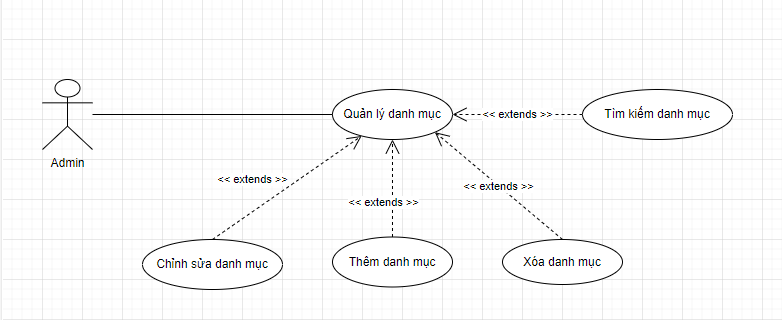 Quản lý danh mục
<< extends >>
Tìm kiếm danh mục
Admin
<< extends >>
<< extends >>
<< extends >>
Chỉnh sửa danh mục
Thêm danh mục
Xóa danh mục